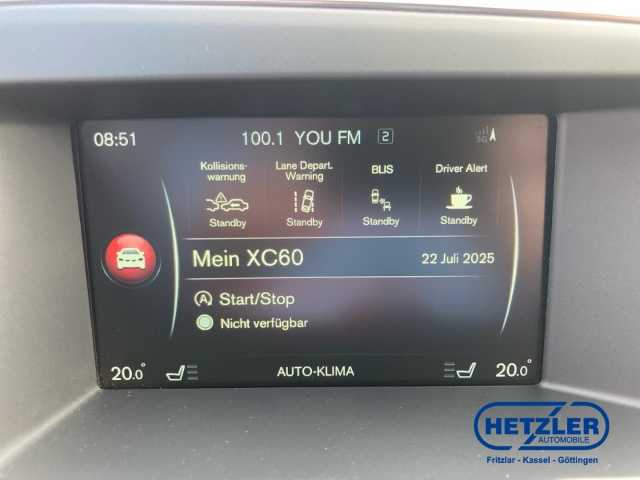 08:51 100.1 YOU FM 2 3G
Kollisions- Lane Depart. BLIS Driver Alert
warnung Warning
Standby Standby Standby Standby
Mein XC60 22 Juli 2025
A Start/Stop
Nicht verfügbar
20.0° AUTO-KLIMA 20.0°
HETZLER
AUTOMOBILE
Fritzlar - Kassel - Göttingen